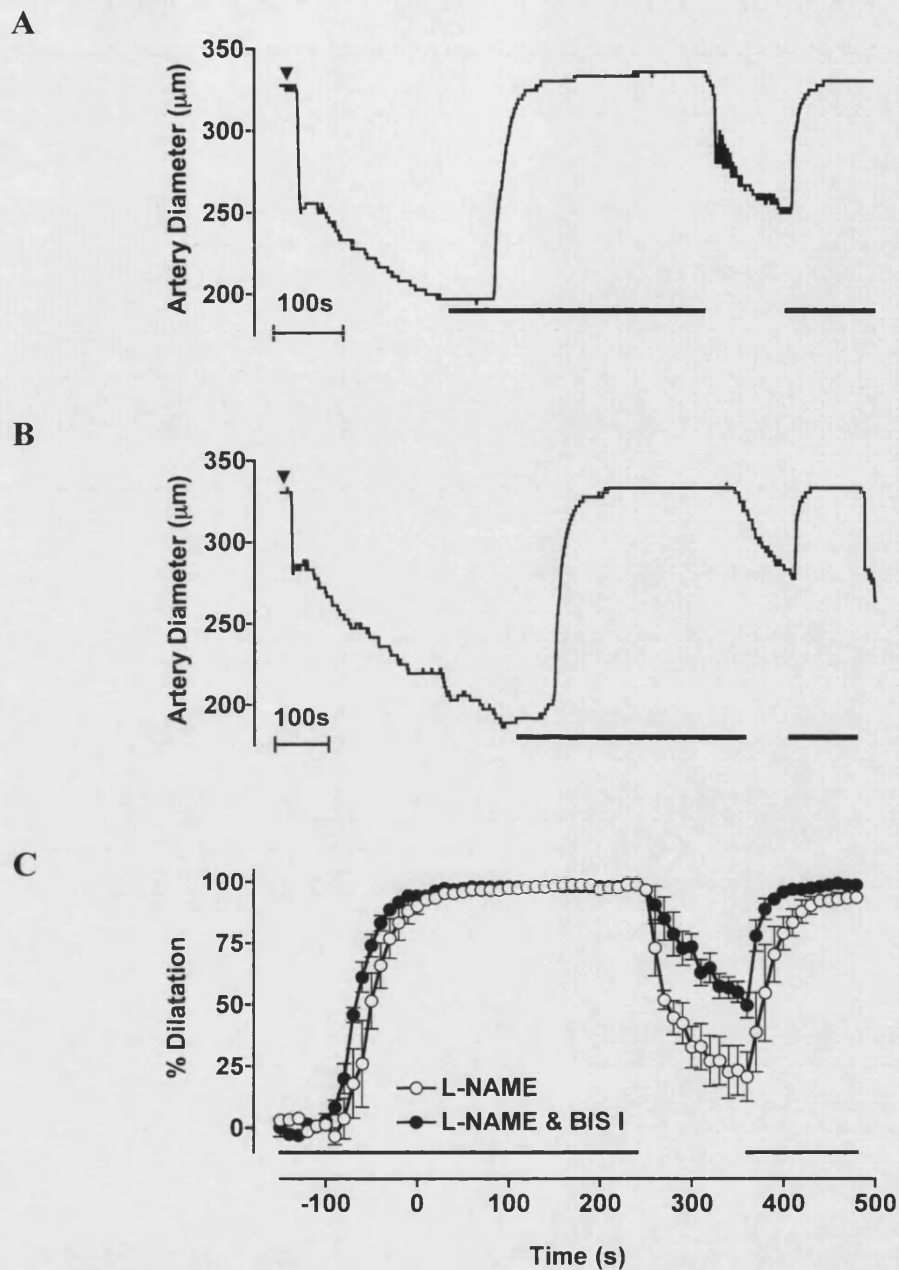 A
Artery Diameter (μm)
350
300
250
200
100s
B
Artery Diameter (μm)
350
300
250
200
100s
C
% Dilatation
100
75
50
25
0
L-NAME
L-NAME & BIS I
-100 0 100 200 300 400 500
Time (s)